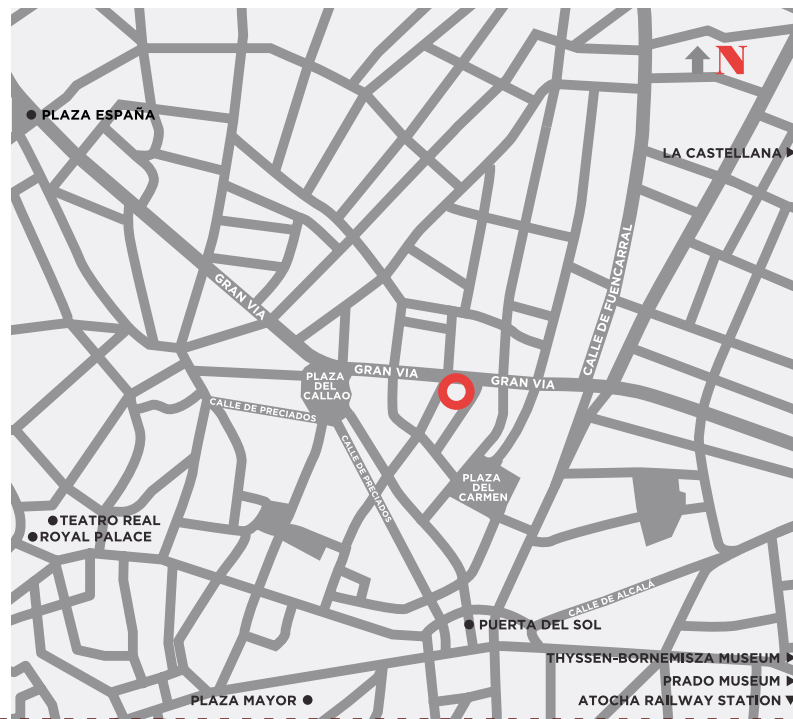 N
PLAZA ESPAÑA
LA CASTELLANA
CALLE DE FUENCARRAL
GRAN VIA
GRAN VIA
GRAN VIA
PLAZA
DEL
CALLAO
CALLE DE PRECIADOS
CALLE DE PRECIADOS
PLAZA
DEL
CARMEN
TEATRO REAL
ROYAL PALACE
CALLE DE ALCALÁ
PUERTA DEL SOL
THYSSEN-BORNEMISZA MUSEUM
PRADO MUSEUM
PLAZA MAYOR
ATOCHA RAILWAY STATION